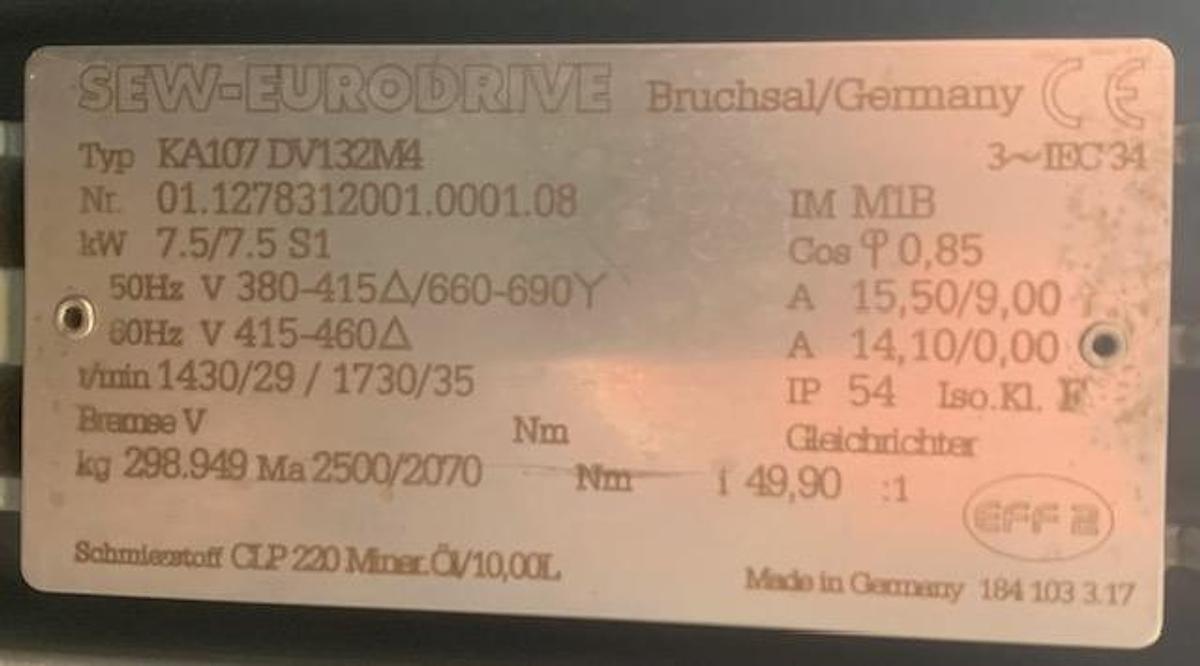 SEW-EURODRIVE Bruchsal/Germany CE
Typ KA107 DV132M4 3~IEC 34
Nr. 01.1278312001.0001.08 IM M1B
kW 7.5/7.5 S1 Cos φ 0,85
50Hz V 380-415Δ/660-690Y A 15,50/9,00
60Hz V 415-460Δ A 14,10/0,00
r/min 1430/29 / 1730/35 IP 54 Iso.Kl. F
Bremse V Nm Gleichrichter
kg 298.949 Ma 2500/2070 Nm i 49,90 :1
EFF 2
Schmierstoff CLP 220 Miner.Öl/10,00L
Made in Germany 184 103 3.17